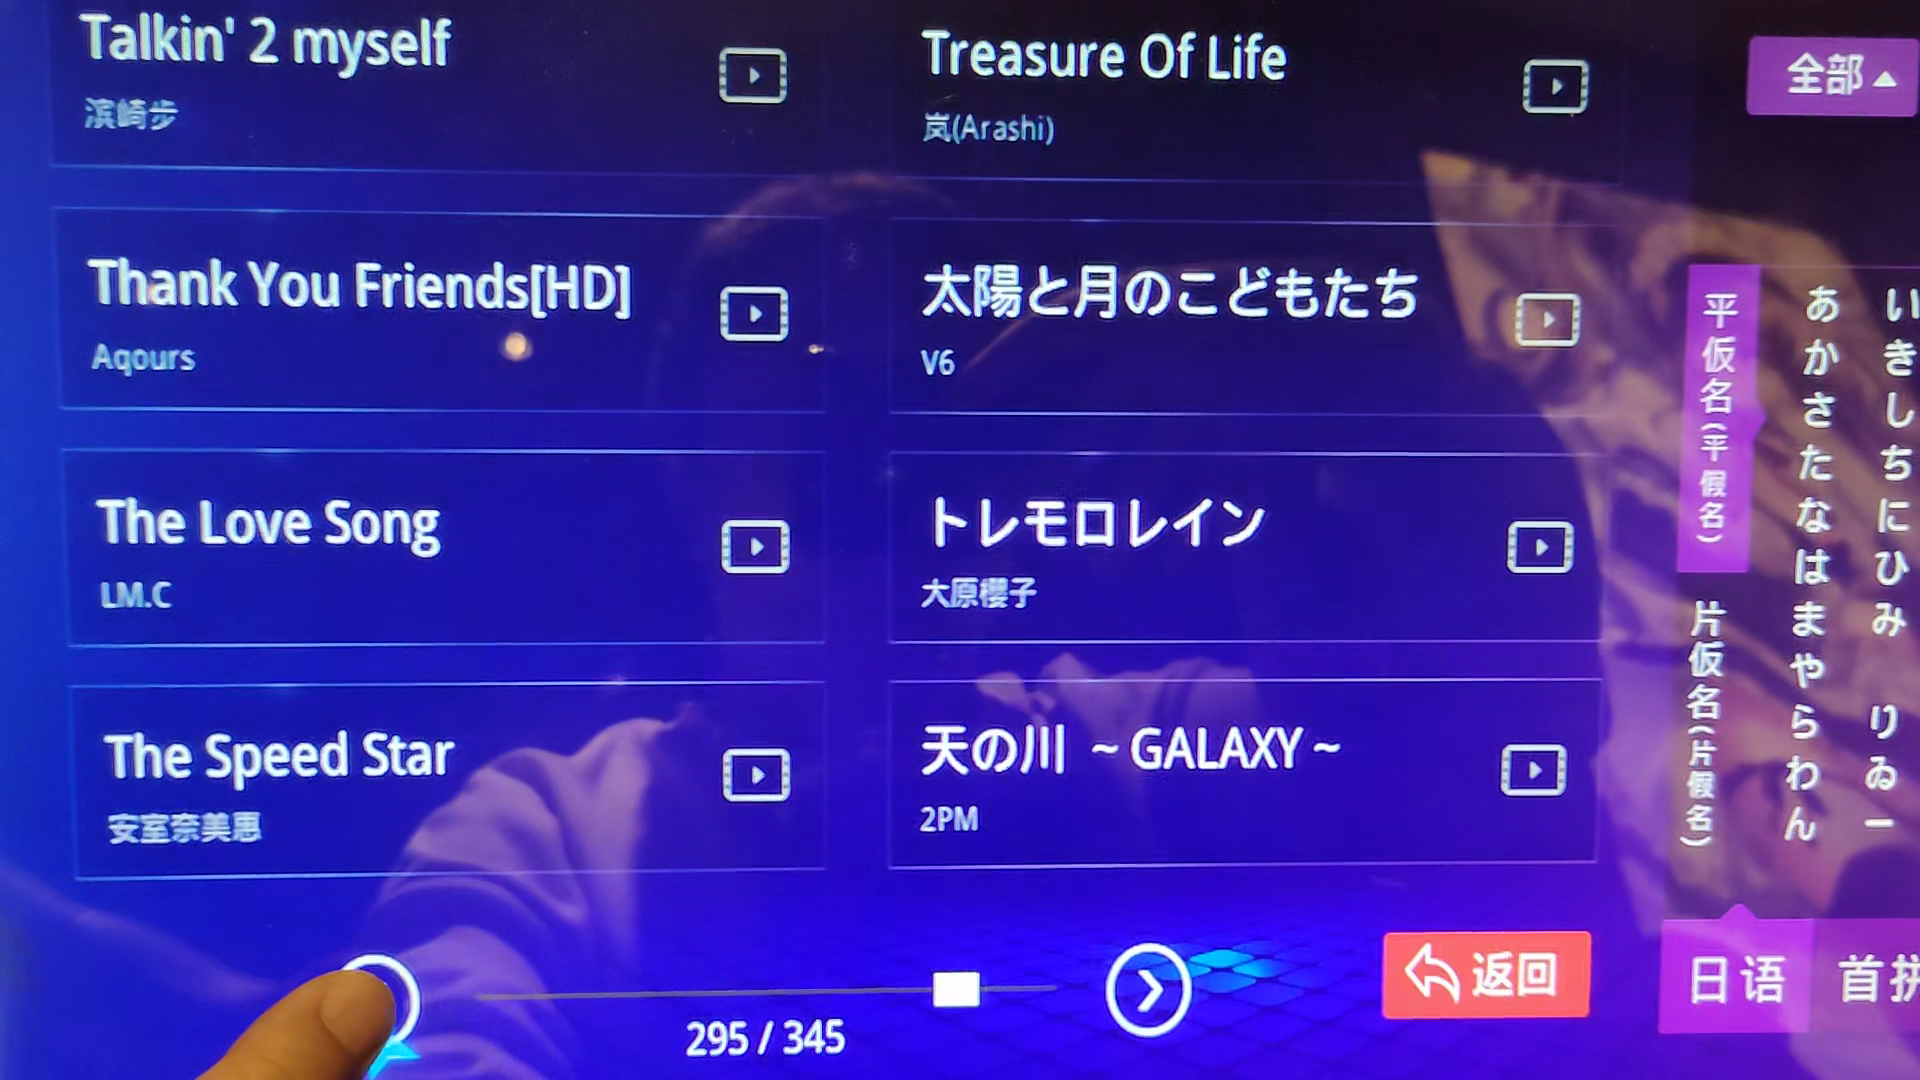 Talkin' 2 myself
滨崎步
Treasure Of Life
岚(Arashi)
全部
Thank You Friends[HD]
Aqours
太陽と月のこどもたち
V6
The Love Song
LM.C
トレモロレイン
大原櫻子
The Speed Star
安室奈美恵
天の川 ~ GALAXY ~
2PM
平仮名(平假名)
片仮名(片假名)
あかさたなはまやらわん
いきしちにひみ りゐー
295 / 345
返回
日语
首拼